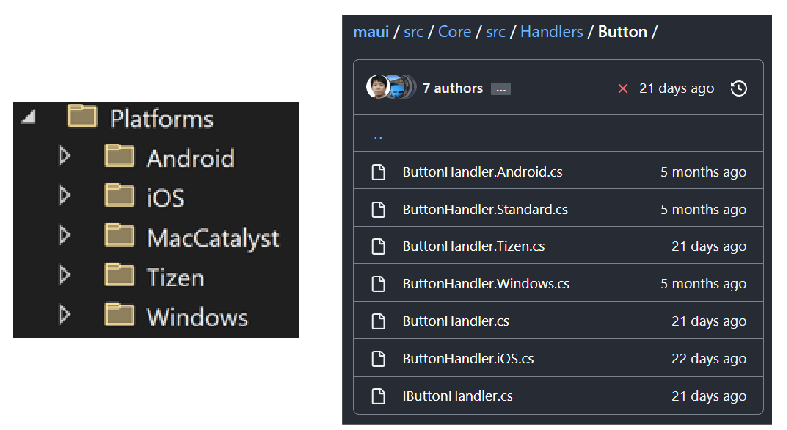 Platforms
Android
iOS
MacCatalyst
Tizen
Windows
maui / src / Core / src / Handlers / Button /
7 authors ... 21 days ago
..
ButtonHandler.Android.cs 5 months ago
ButtonHandler.Standard.cs 5 months ago
ButtonHandler.Tizen.cs 21 days ago
ButtonHandler.Windows.cs 5 months ago
ButtonHandler.cs 21 days ago
ButtonHandler.iOS.cs 22 days ago
IButtonHandler.cs 21 days ago